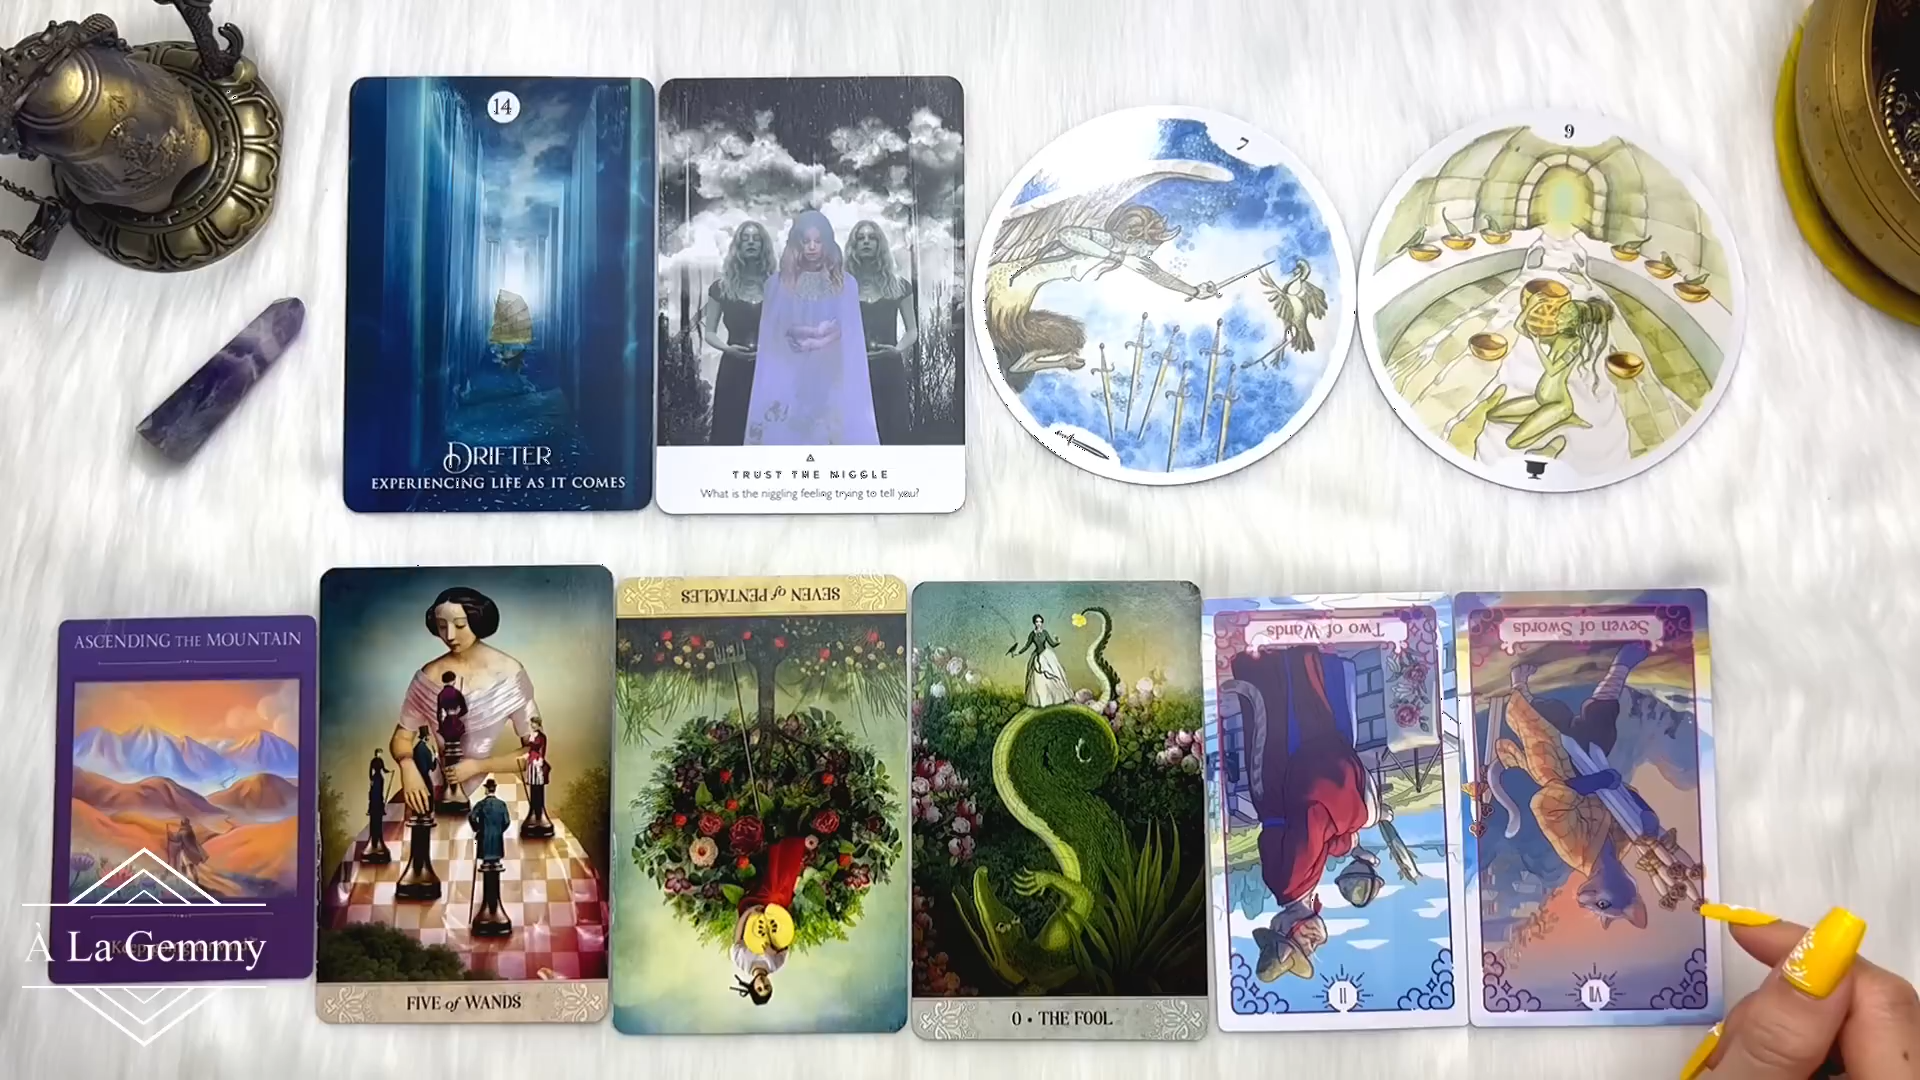 14
DRIFTER
EXPERIENCING LIFE AS IT COMES
TRUST THE NIGGLE
What is the niggling feeling trying to tell you?
7
9
ASCENDING THE MOUNTAIN
À La Gemmy
FIVE of WANDS
SEVEN of PENTACLES
0 • THE FOOL
Two of Wands
II
Seven of Swords
VII